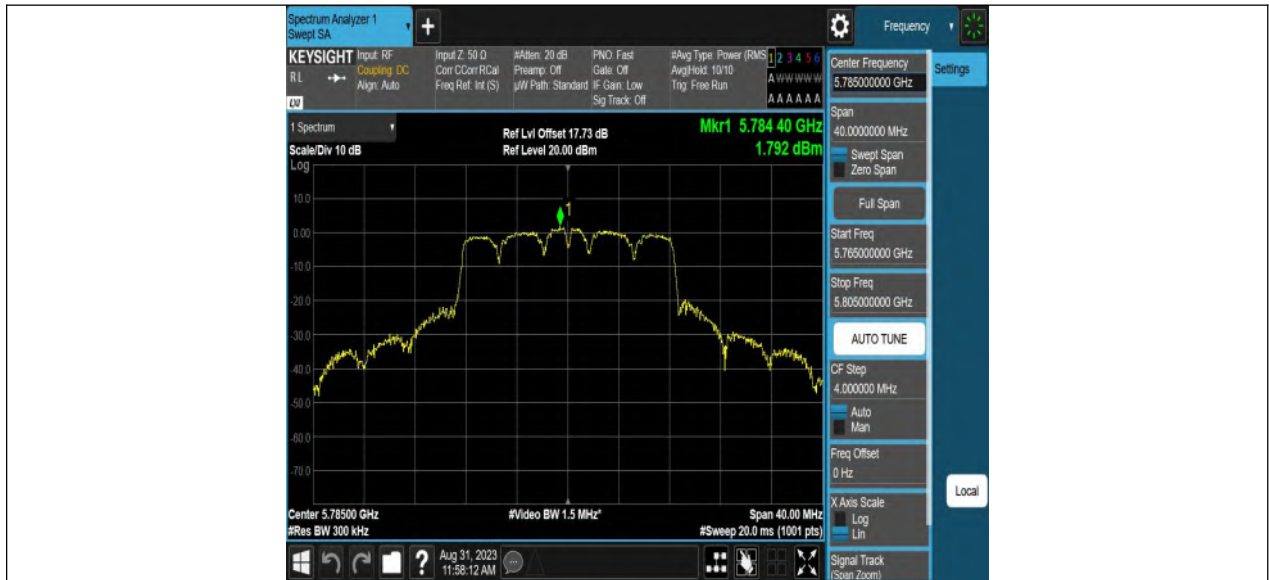 Spectrum Analyzer 1
Swept SA
+
Frequency
KEYSIGHT
RL
LXI
Input: RF
Coupling: DC
Align: Auto
Input Z: 50 Ω
Corr CCorr RCal
Freq Ref: Int (S)
#Atten: 20 dB
Preamp: Off
µW Path: Standard
PNO: Fast
Gate: Off
IF Gain: Low
Sig Track: Off
#Avg Type: Power (RMS
Avg|Hold: 10/10
Trig: Free Run
1 2 3 4 5 6
A W W W W W
A A A A A A
Center Frequency
5.785000000 GHz
Settings
1 Spectrum
Scale/Div 10 dB
Ref Lvl Offset 17.73 dB
Ref Level 20.00 dBm
Mkr1 5.784 40 GHz
1.792 dBm
Span
40.0000000 MHz
Swept Span
Zero Span
Full Span
Start Freq
5.765000000 GHz
Stop Freq
5.805000000 GHz
AUTO TUNE
CF Step
4.000000 MHz
Auto
Man
Freq Offset
0 Hz
X Axis Scale
Log
Lin
Signal Track
(Span Zoom)
Local
Log
10.0
0.00
-10.0
-20.0
-30.0
-40.0
-50.0
-60.0
-70.0
1
Center 5.78500 GHz
#Res BW 300 kHz
#Video BW 1.5 MHz*
Span 40.00 MHz
#Sweep 20.0 ms (1001 pts)
?
Aug 31, 2023
11:58:12 AM